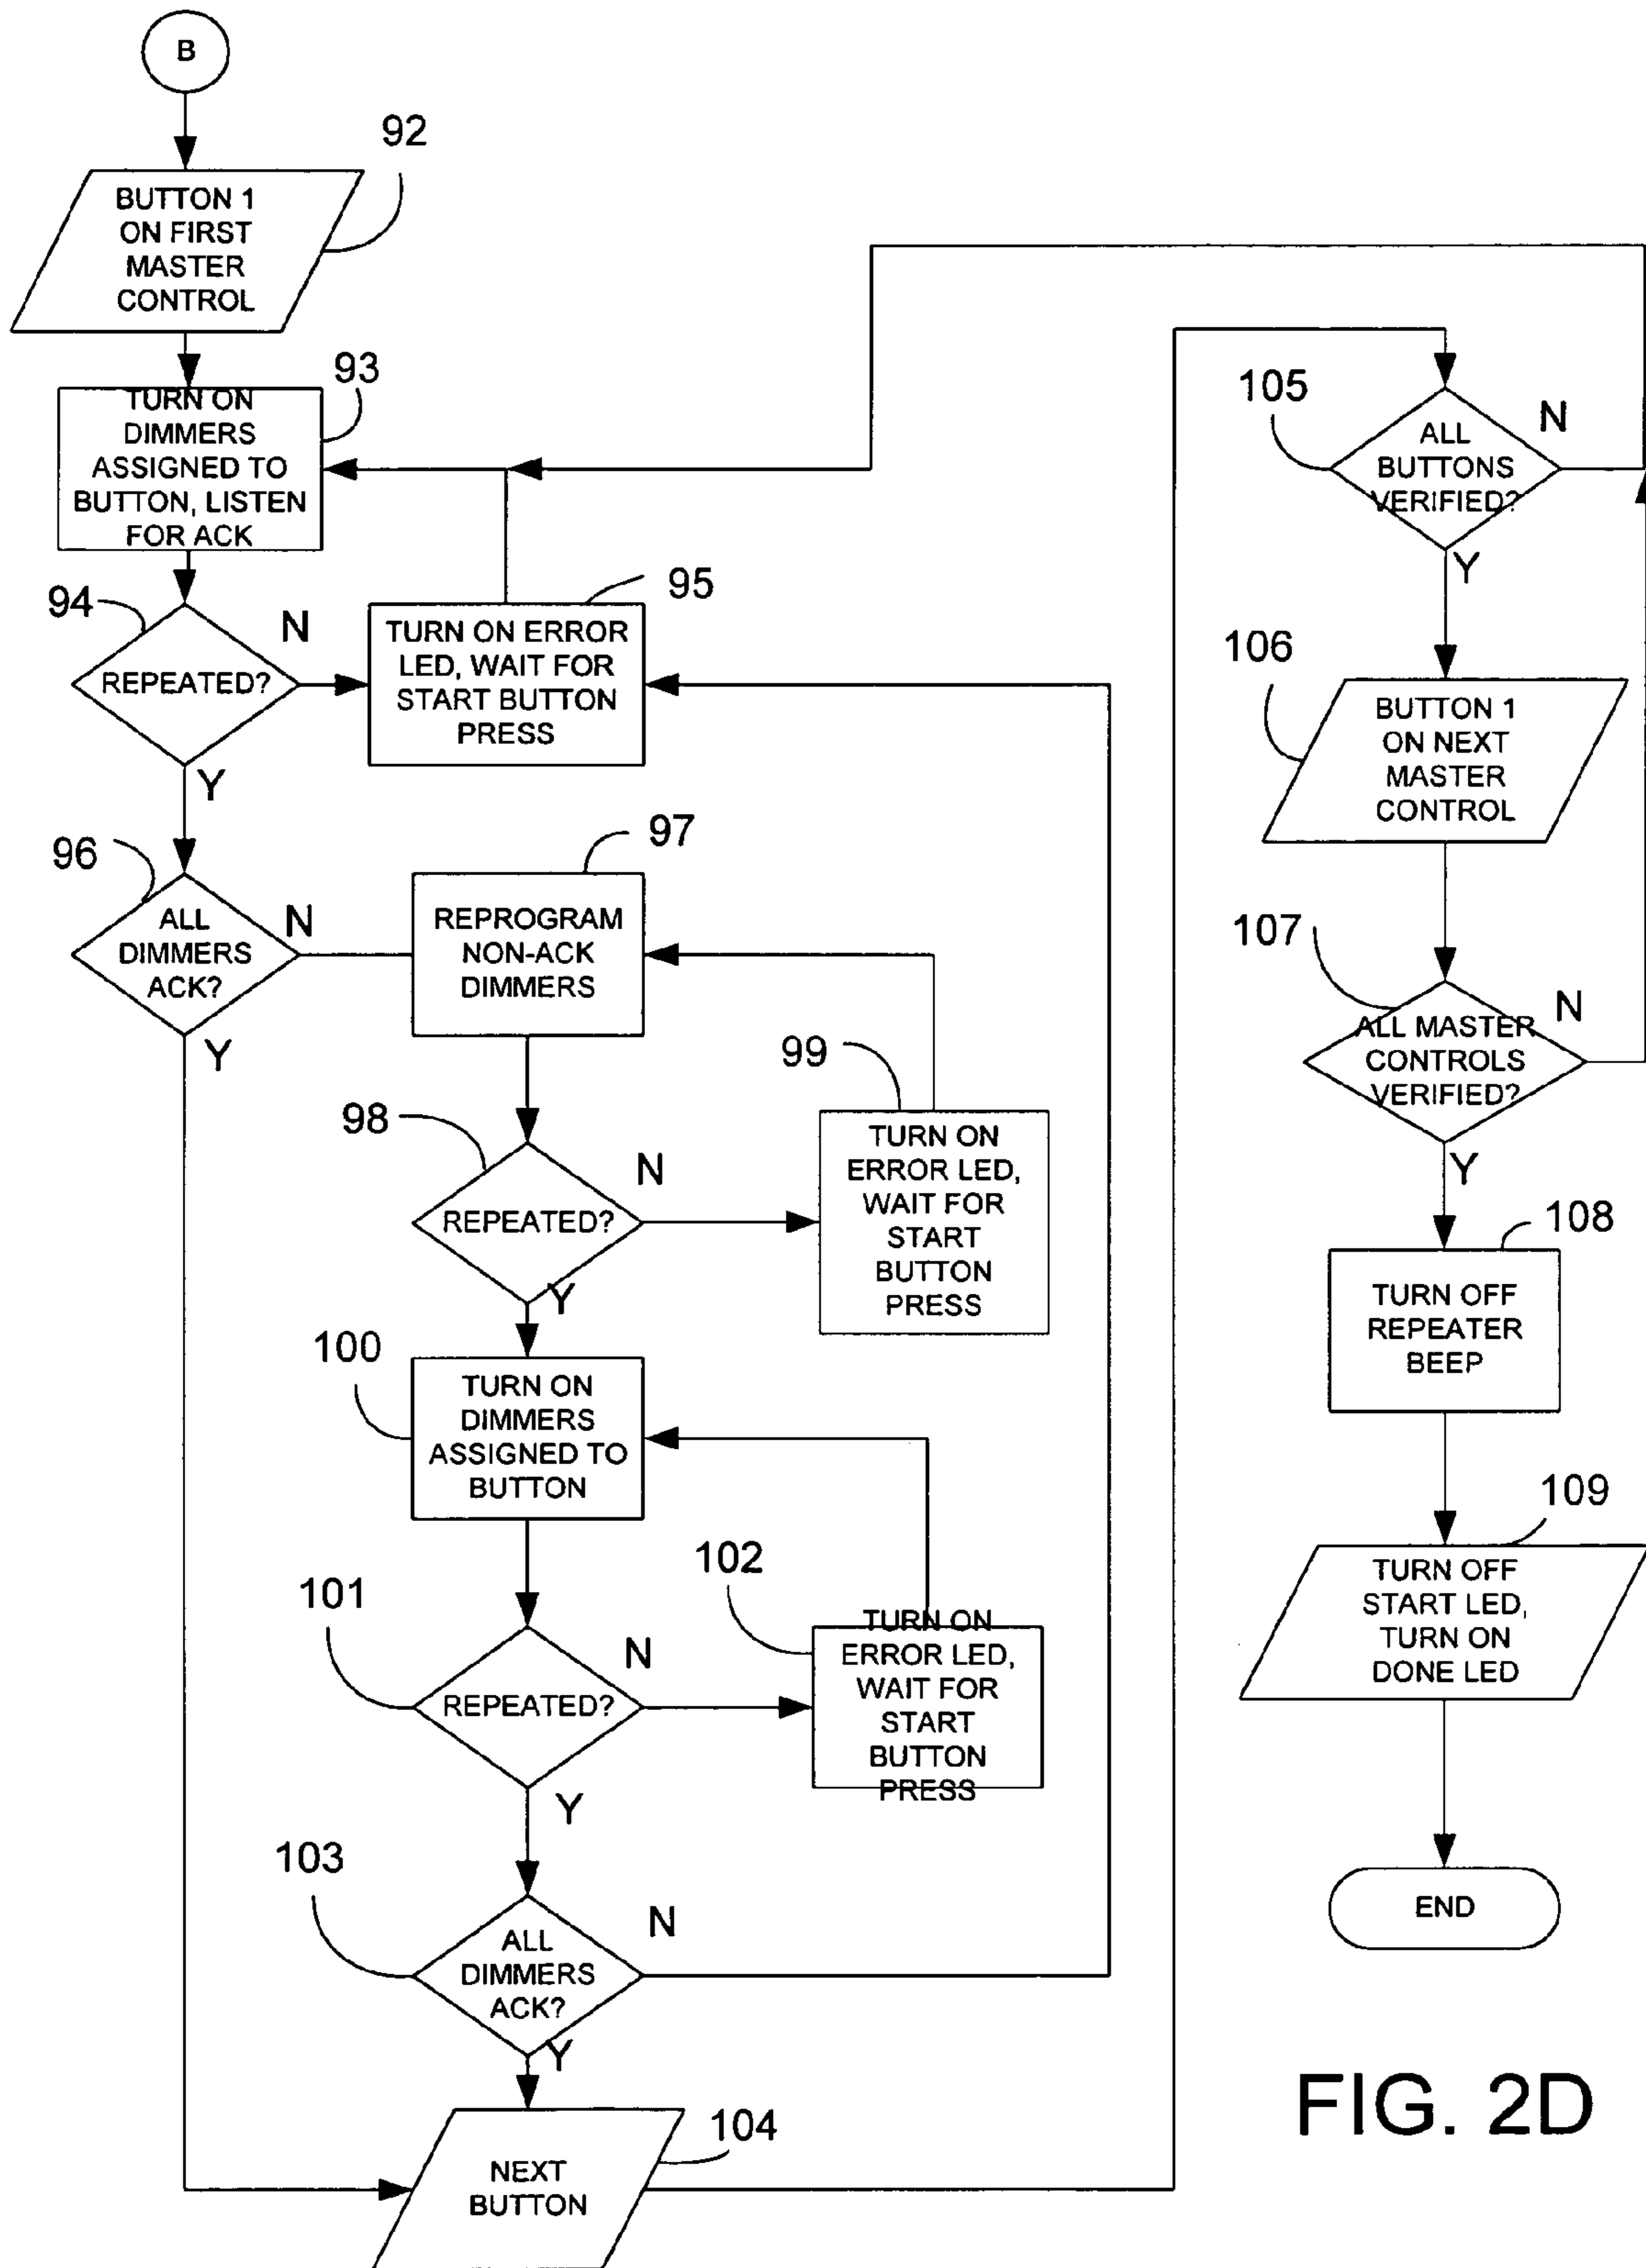 B
92
BUTTON 1
ON FIRST
MASTER
CONTROL
93
TURN ON
DIMMERS
ASSIGNED TO
BUTTON, LISTEN
FOR ACK
94
REPEATED?
N
Y
95
TURN ON ERROR
LED, WAIT FOR
START BUTTON
PRESS
96
ALL
DIMMERS
ACK?
N
Y
97
REPROGRAM
NON-ACK
DIMMERS
98
REPEATED?
N
Y
99
TURN ON
ERROR LED,
WAIT FOR
START
BUTTON
PRESS
100
TURN ON
DIMMERS
ASSIGNED TO
BUTTON
101
REPEATED?
N
Y
102
TURN ON
ERROR LED,
WAIT FOR
START
BUTTON
PRESS
103
ALL
DIMMERS
ACK?
N
Y
104
NEXT
BUTTON
105
ALL
BUTTONS
VERIFIED?
N
Y
106
BUTTON 1
ON NEXT
MASTER
CONTROL
107
ALL MASTER
CONTROLS
VERIFIED?
N
Y
108
TURN OFF
REPEATER
BEEP
109
TURN OFF
START LED,
TURN ON
DONE LED
END
FIG. 2D